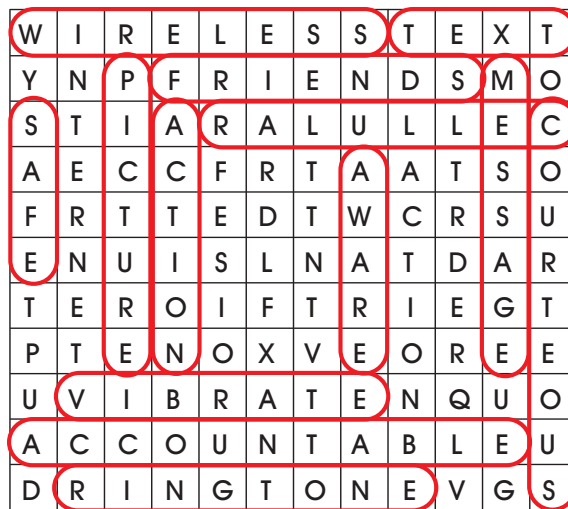 W I R E L E S S T E X T
Y N P F R I E N D S M O
S T I A R A L U L L E C
A E C C F R T A A T S O
F R T T E D T W C R S U
E N U I S L N A T D A R
T E R O I F T R I E G T
P T E N O X V E O R E E
U V I B R A T E N Q U O
A C C O U N T A B L E U
D R I N G T O N E V G S